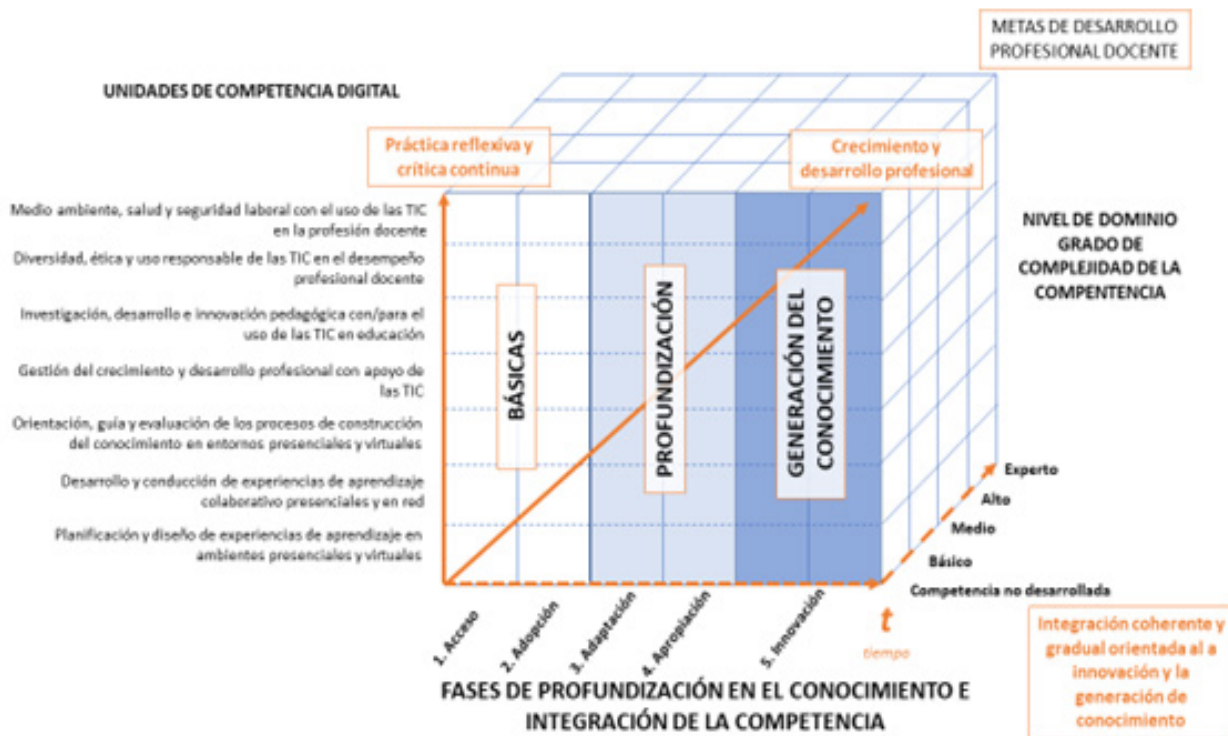 METAS DE DESARROLLO
PROFESIONAL DOCENTE
UNIDADES DE COMPETENCIA DIGITAL
Práctica reflexiva y
crítica continua
Crecimiento y
desarrollo profesional
Medio ambiente, salud y seguridad laboral con el uso de las TIC
en la profesión docente
Diversidad, ética y uso responsable de las TIC en el desempeño
profesional docente
Investigación, desarrollo e innovación pedagógica con/para el
uso de las TIC en educación
Gestión del crecimiento y desarrollo profesional con apoyo de
las TIC
Orientación, guía y evaluación de los procesos de construcción
del conocimiento en entornos presenciales y virtuales
Desarrollo y conducción de experiencias de aprendizaje
colaborativo presenciales y en red
Planificación y diseño de experiencias de aprendizaje en
ambientes presenciales y virtuales
BÁSICAS
PROFUNDIZACIÓN
GENERACIÓN DEL
CONOCIMIENTO
NIVEL DE DOMINIO
GRADO DE
COMPLEJIDAD DE LA
COMPENTENCIA
Experto
Alto
Medio
Básico
Competencia no desarrollada
1. Acceso
2. Adopción
3. Adaptación
4. Apropiación
5. Innovación
t
tiempo
FASES DE PROFUNDIZACIÓN EN EL CONOCIMIENTO E
INTEGRACIÓN DE LA COMPETENCIA
Integración coherente y
gradual orientada al a
innovación y la
generación de
conocimiento